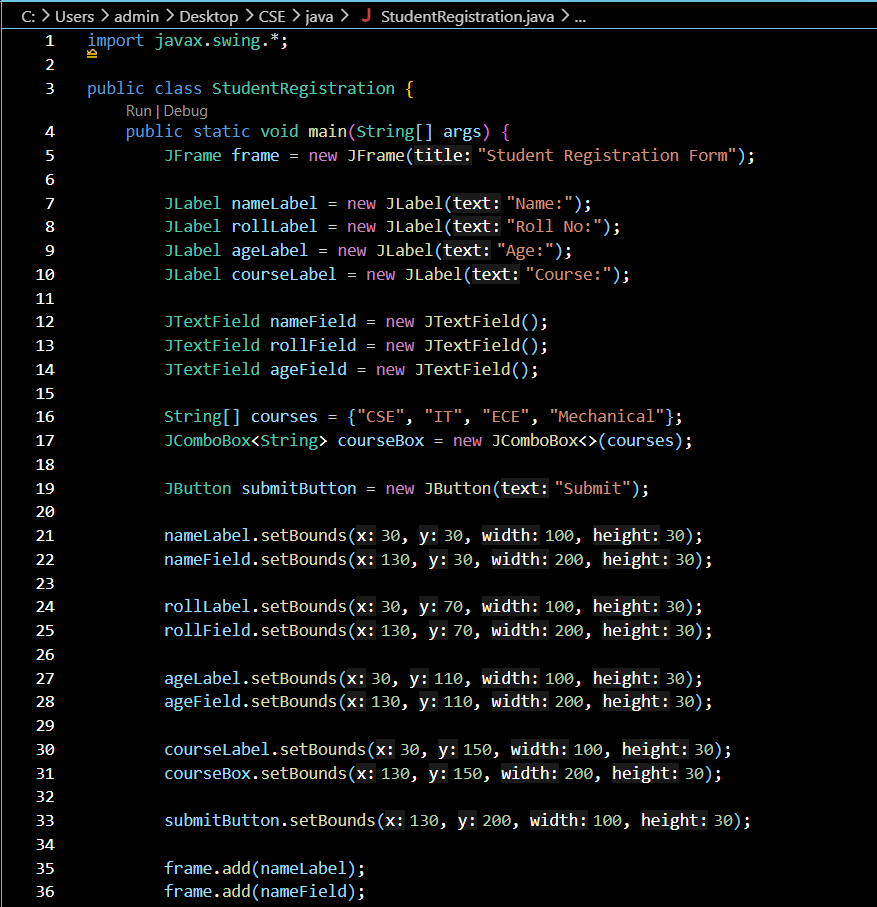 C: > Users > admin > Desktop > CSE > java > J StudentRegistration.java > ...
1 import javax.swing.*;
2
3 public class StudentRegistration {
Run | Debug
4 public static void main(String[] args) {
5 JFrame frame = new JFrame(title: "Student Registration Form");
6
7 JLabel nameLabel = new JLabel(text: "Name:");
8 JLabel rollLabel = new JLabel(text: "Roll No:");
9 JLabel ageLabel = new JLabel(text: "Age:");
10 JLabel courseLabel = new JLabel(text: "Course:");
11
12 JTextField nameField = new JTextField();
13 JTextField rollField = new JTextField();
14 JTextField ageField = new JTextField();
15
16 String[] courses = {"CSE", "IT", "ECE", "Mechanical"};
17 JComboBox<String> courseBox = new JComboBox<>(courses);
18
19 JButton submitButton = new JButton(text: "Submit");
20
21 nameLabel.setBounds(x: 30, y: 30, width: 100, height: 30);
22 nameField.setBounds(x: 130, y: 30, width: 200, height: 30);
23
24 rollLabel.setBounds(x: 30, y: 70, width: 100, height: 30);
25 rollField.setBounds(x: 130, y: 70, width: 200, height: 30);
26
27 ageLabel.setBounds(x: 30, y: 110, width: 100, height: 30);
28 ageField.setBounds(x: 130, y: 110, width: 200, height: 30);
29
30 courseLabel.setBounds(x: 30, y: 150, width: 100, height: 30);
31 courseBox.setBounds(x: 130, y: 150, width: 200, height: 30);
32
33 submitButton.setBounds(x: 130, y: 200, width: 100, height: 30);
34
35 frame.add(nameLabel);
36 frame.add(nameField);